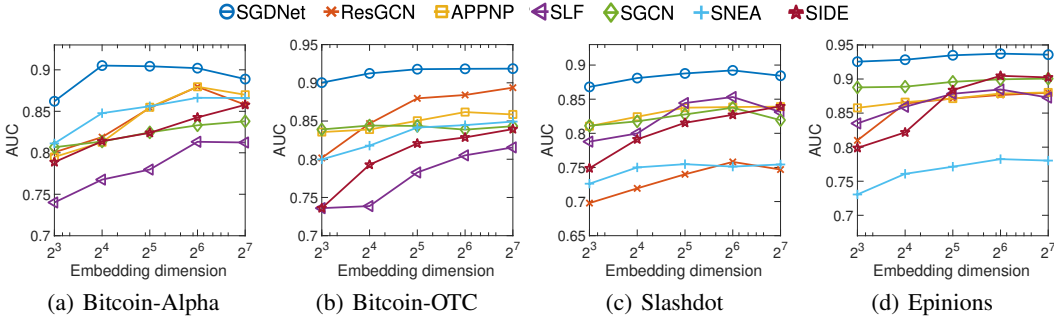 SGDNet ResGCN APPNP SLF SGCN SNEA SIDE
0.9
0.85
0.8
0.75
0.7
AUC
2^3 2^4 2^5 2^6 2^7
Embedding dimension
(a) Bitcoin-Alpha
0.95
0.9
0.85
0.8
0.75
0.7
AUC
2^3 2^4 2^5 2^6 2^7
Embedding dimension
(b) Bitcoin-OTC
0.9
0.85
0.8
0.75
0.7
0.65
AUC
2^3 2^4 2^5 2^6 2^7
Embedding dimension
(c) Slashdot
0.95
0.9
0.85
0.8
0.75
0.7
AUC
2^3 2^4 2^5 2^6 2^7
Embedding dimension
(d) Epinions